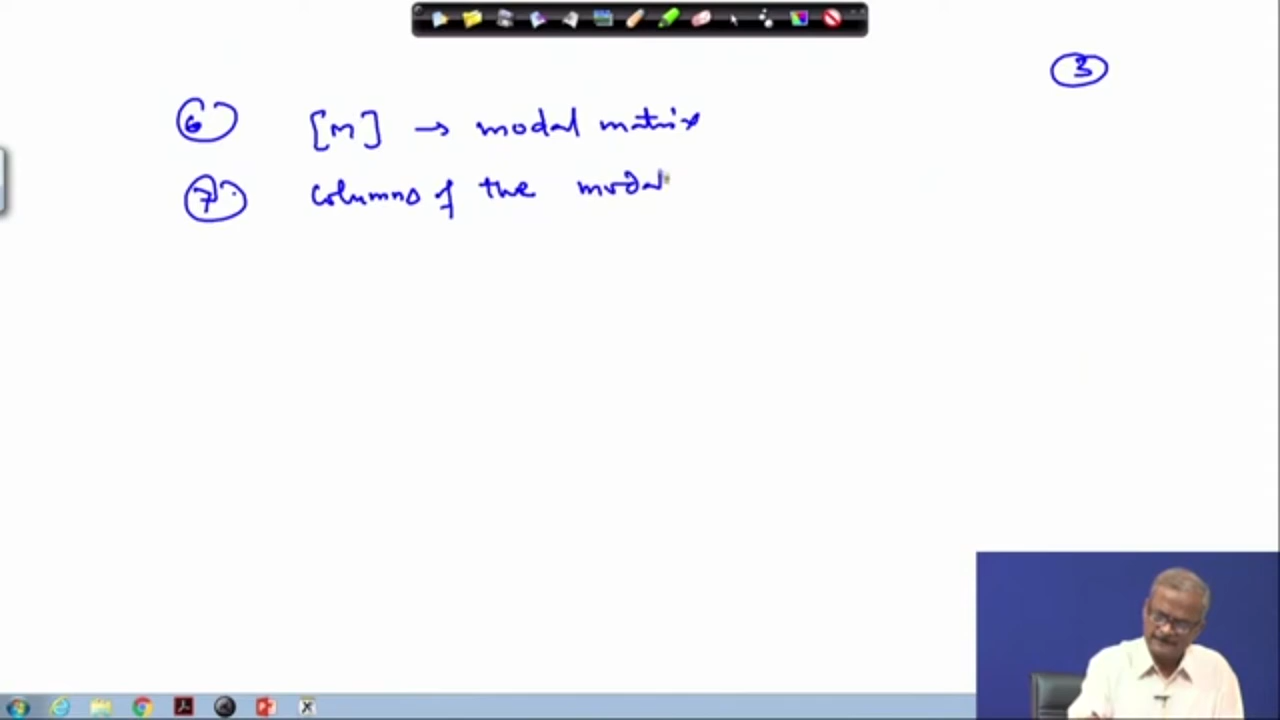 3
6 [M] → modal matrix
7. Columns of the modal